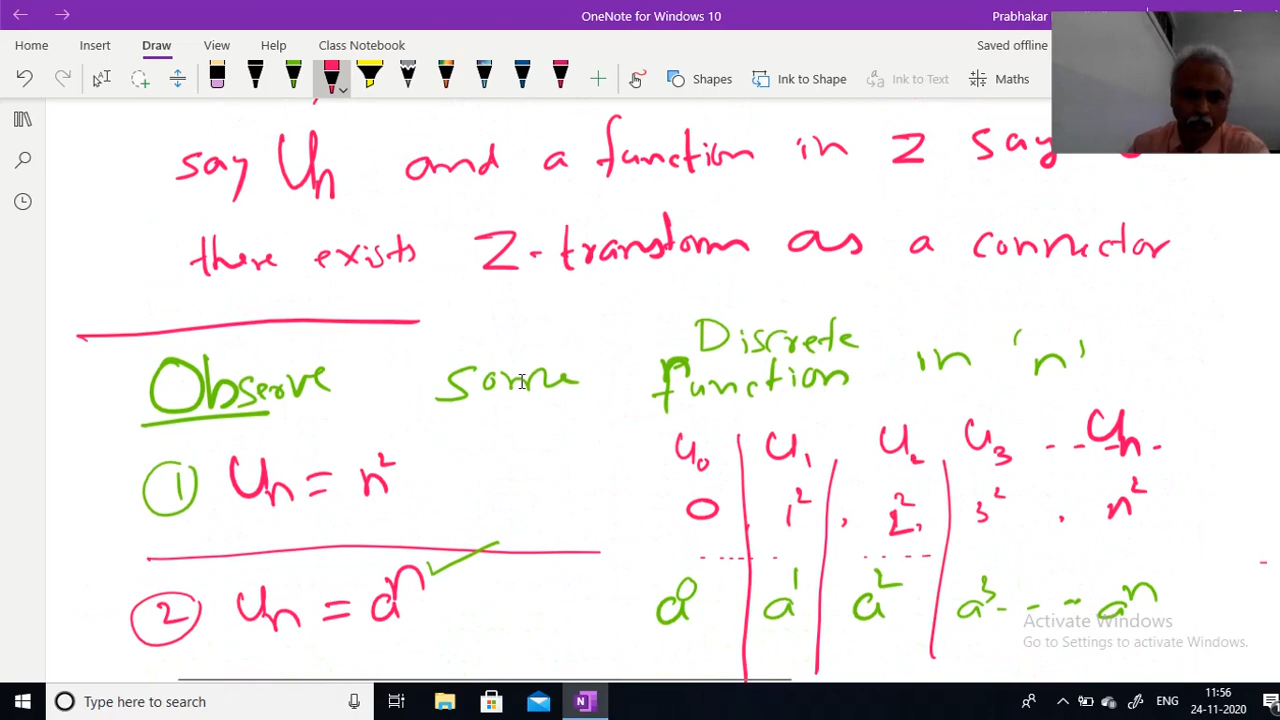 OneNote for Windows 10
Prabhakar
Home Insert Draw View Help Class Notebook
Saved offline
Shapes Ink to Shape Ink to Text Maths
say Un and a function in Z say
there exists Z-transform as a connector
Observe some Discrete function in 'n'
U₀ U₁ U₂ U₃ - - Un - -
① Un = n²
0 1² , 2² , 3² . n²
② Un = aⁿ ✓
a⁰ a¹ a² a³ - - - aⁿ
Activate Windows
Go to Settings to activate Windows.
Type here to search
ENG
11:56
24-11-2020